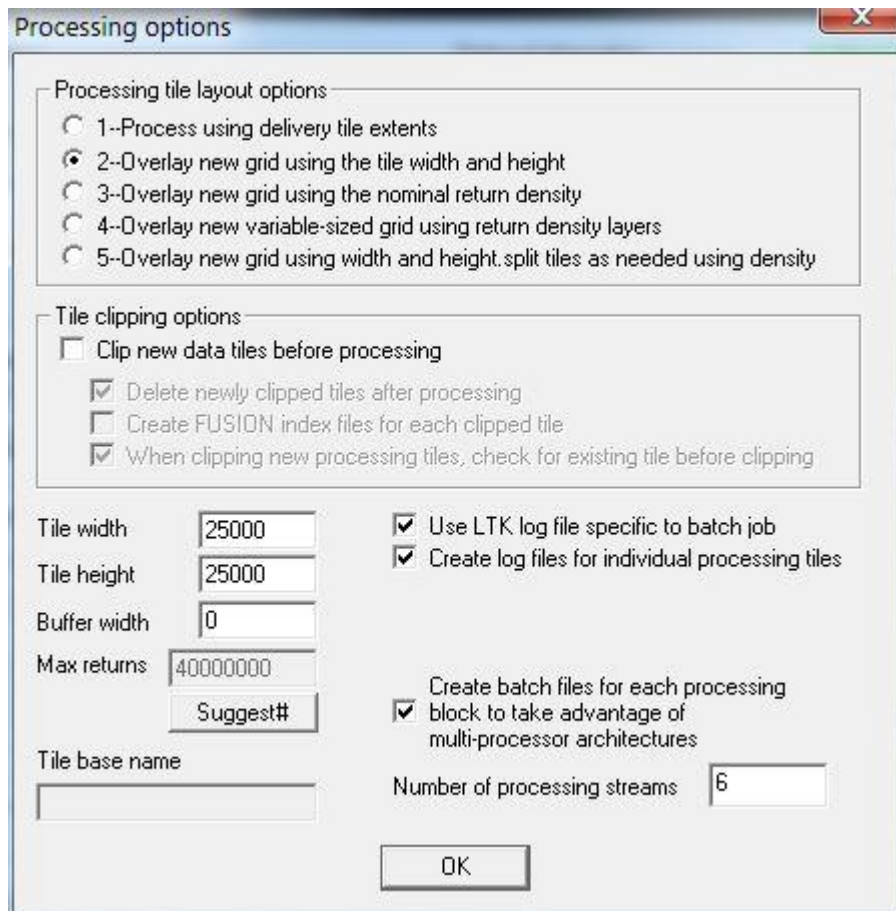 Processing options
Processing tile layout options
1--Process using delivery tile extents
2--Overlay new grid using the tile width and height
3--Overlay new grid using the nominal return density
4--Overlay new variable-sized grid using return density layers
5--Overlay new grid using width and height.split tiles as needed using density
Tile clipping options
Clip new data tiles before processing
Delete newly clipped tiles after processing
Create FUSION index files for each clipped tile
When clipping new processing tiles, check for existing tile before clipping
Tile width 25000
Tile height 25000
Buffer width 0
Max returns 40000000
Suggest#
Tile base name
Use LTK log file specific to batch job
Create log files for individual processing tiles
Create batch files for each processing
block to take advantage of
multi-processor architectures
Number of processing streams 6
OK